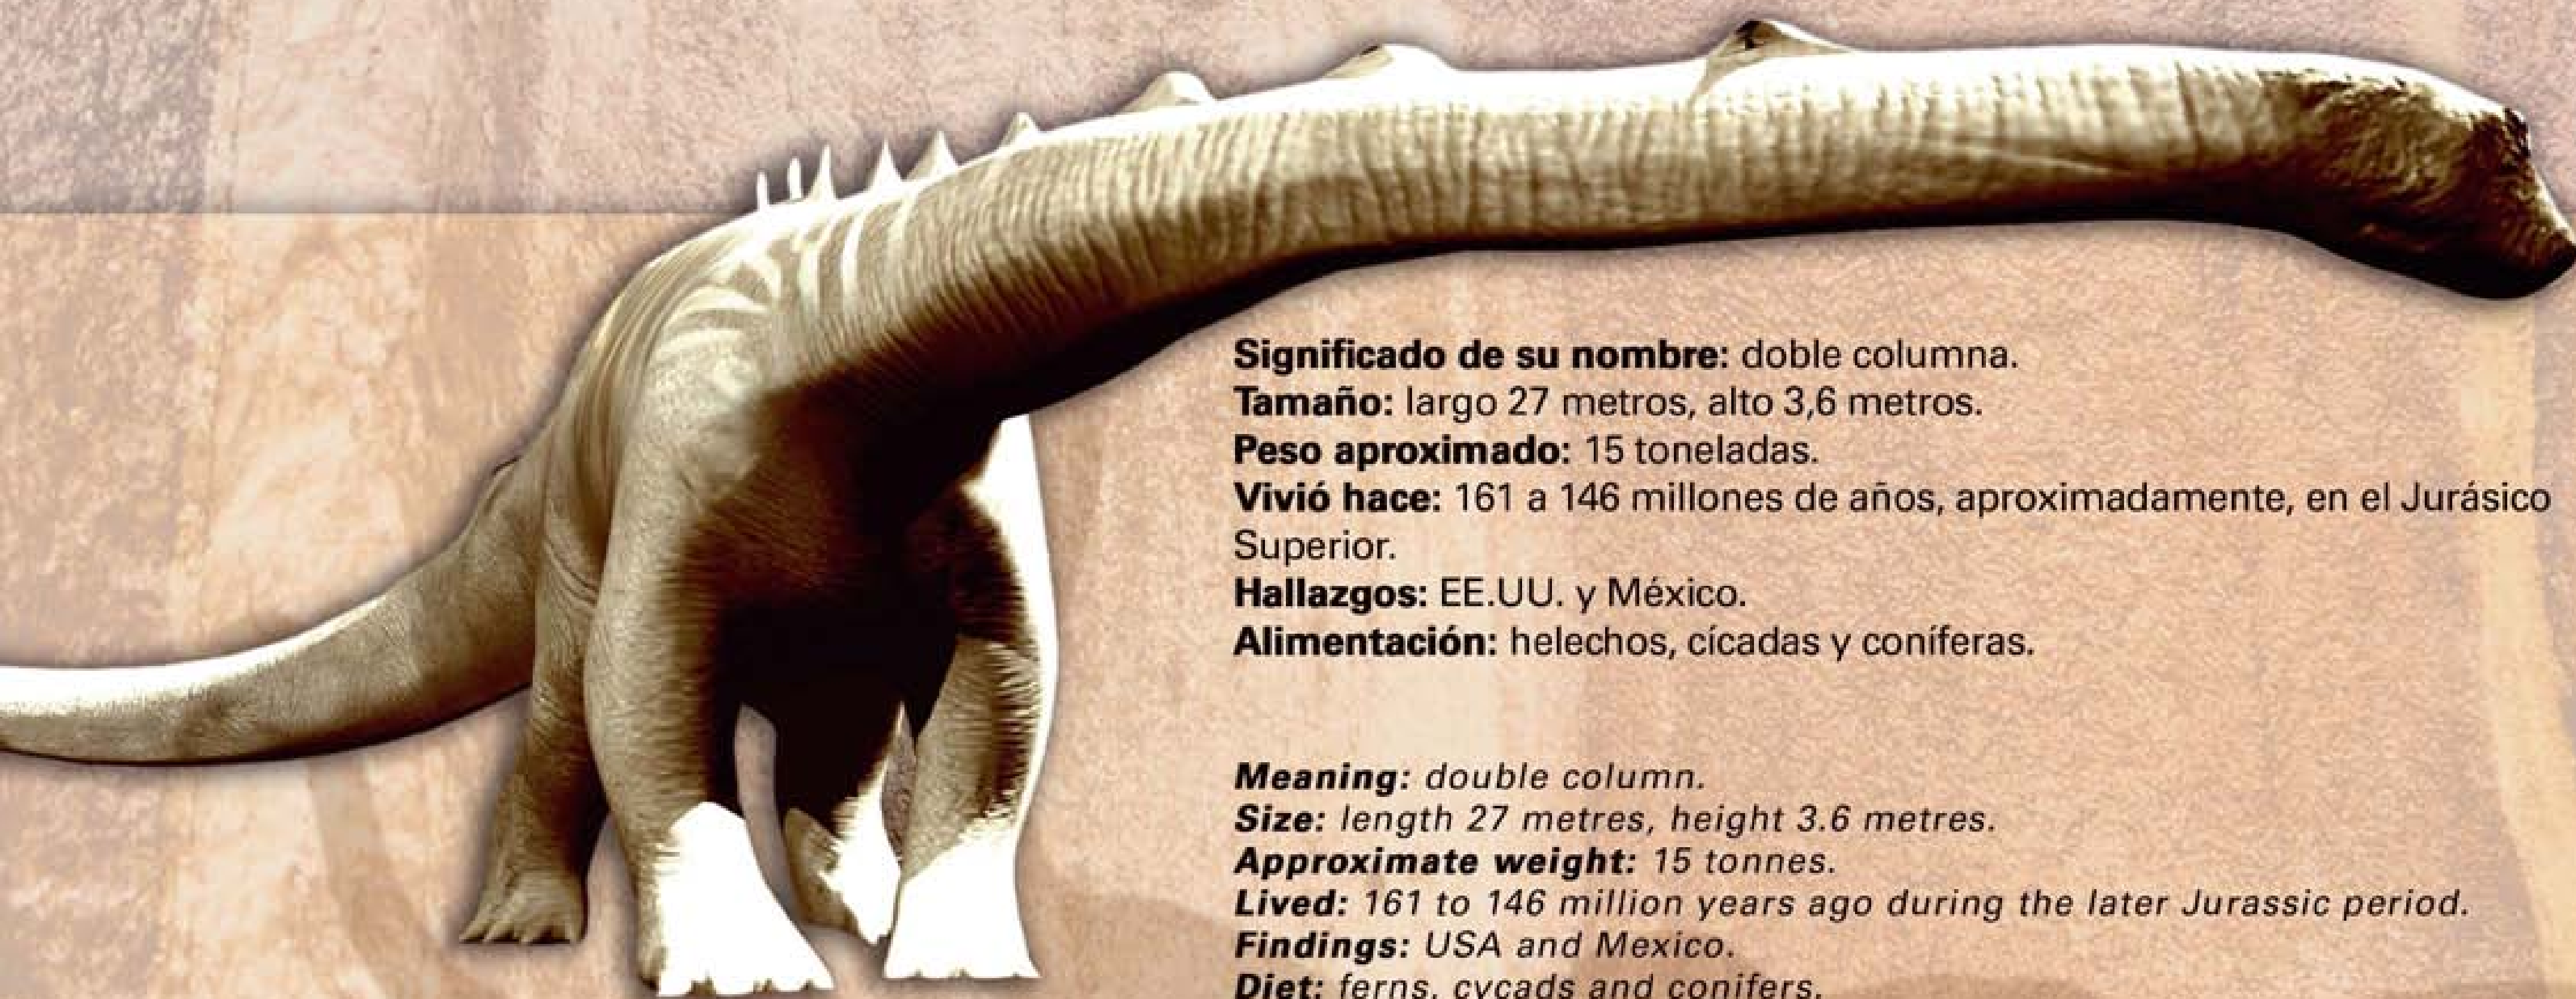 Significado de su nombre: doble columna.
Tamaño: largo 27 metros, alto 3,6 metros.
Peso aproximado: 15 toneladas.
Vivió hace: 161 a 146 millones de años, aproximadamente, en el Jurásico
Superior.
Hallazgos: EE.UU. y México.
Alimentación: helechos, cícadas y coníferas.
Meaning: double column.
Size: length 27 metres, height 3.6 metres.
Approximate weight: 15 tonnes.
Lived: 161 to 146 million years ago during the later Jurassic period.
Findings: USA and Mexico.
Diet: ferns, cycads and conifers.